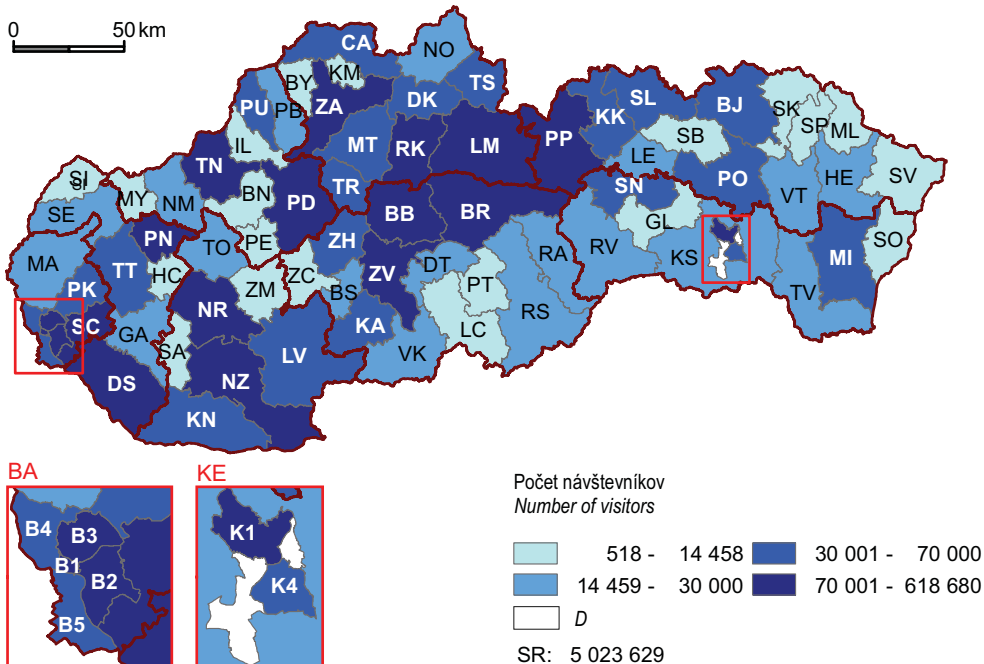 0 50 km
CA
NO
BY
KM
TS
PU
PB
ZA
DK
SL
BJ
KK
SK
SP
ML
IL
MT
RK
LM
PP
SB
LE
TN
PO
VT
HE
SV
SI
MY
NM
BN
PD
TR
SN
SE
BB
BR
GL
SO
PN
TO
PE
ZH
RV
KS
MI
MA
TT
HC
ZC
ZV
DT
RA
PK
ZM
BS
PT
TV
NR
SC
GA
KA
RS
SA
LV
LC
VK
DS
NZ
KN
BA
B4
B3
B1
B2
B5
KE
K1
K4
Počet návštevníkov
Number of visitors
518 - 14 458
30 001 - 70 000
14 459 - 30 000
70 001 - 618 680
D
SR: 5 023 629